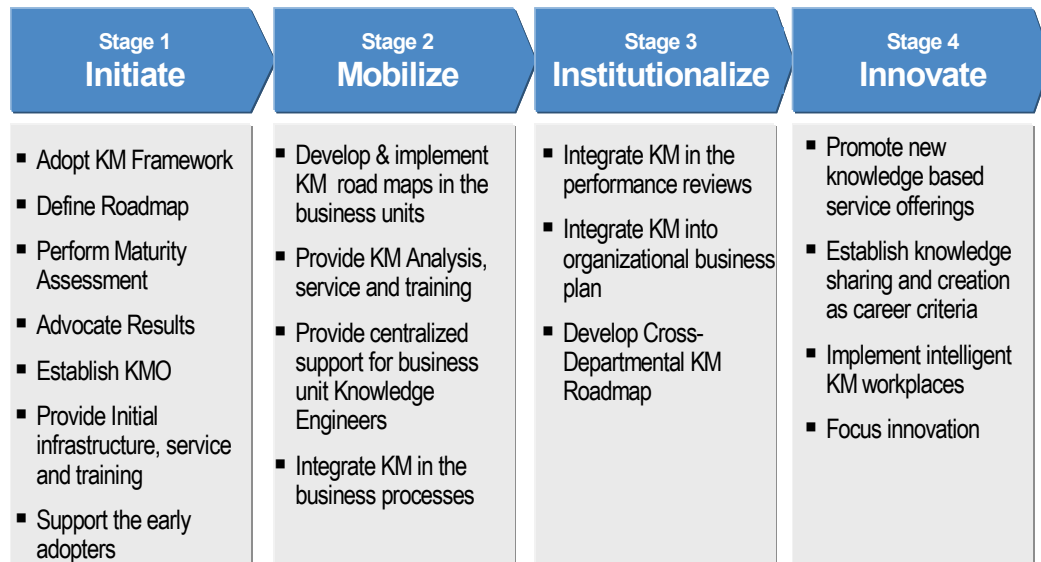 Stage 1
Initiate
▪ Adopt KM Framework
▪ Define Roadmap
▪ Perform Maturity
Assessment
▪ Advocate Results
▪ Establish KMO
▪ Provide Initial
infrastructure, service
and training
▪ Support the early
adopters
Stage 2
Mobilize
▪ Develop & implement
KM road maps in the
business units
▪ Provide KM Analysis,
service and training
▪ Provide centralized
support for business
unit Knowledge
Engineers
▪ Integrate KM in the
business processes
Stage 3
Institutionalize
▪ Integrate KM in the
performance reviews
▪ Integrate KM into
organizational business
plan
▪ Develop Cross-
Departmental KM
Roadmap
Stage 4
Innovate
▪ Promote new
knowledge based
service offerings
▪ Establish knowledge
sharing and creation
as career criteria
▪ Implement intelligent
KM workplaces
▪ Focus innovation